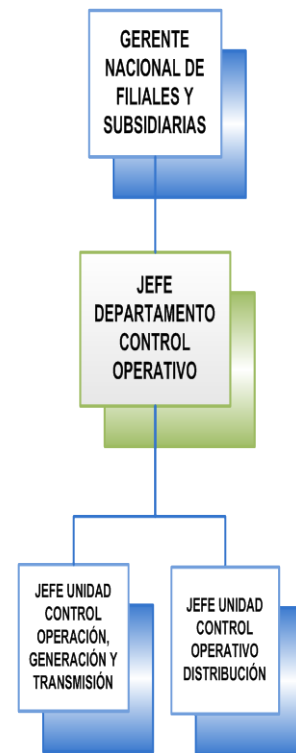 GERENTE
NACIONAL DE
FILIALES Y
SUBSIDIARIAS
JEFE
DEPARTAMENTO
CONTROL
OPERATIVO
JEFE UNIDAD
CONTROL
OPERACIÓN,
GENERACIÓN Y
TRANSMISIÓN
JEFE UNIDAD
CONTROL
OPERATIVO
DISTRIBUCIÓN